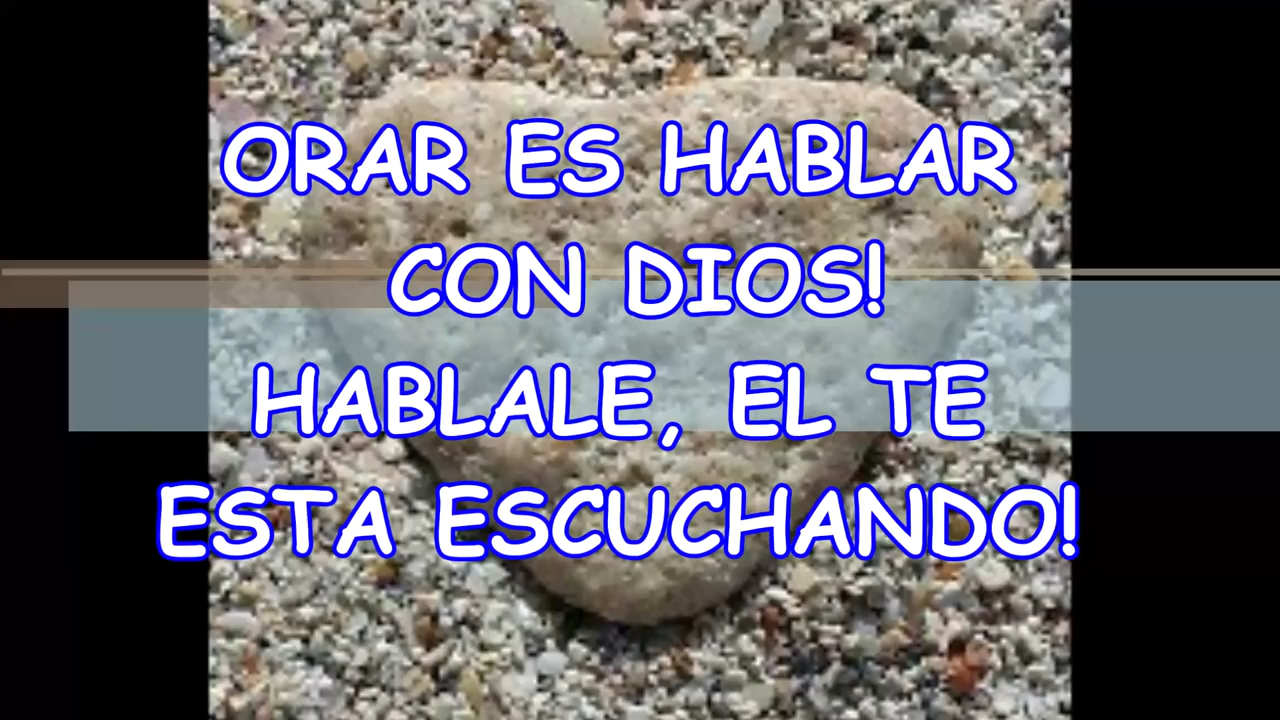 ORAR ES HABLAR
CON DIOS!
HABLALE, EL TE
ESTA ESCUCHANDO!